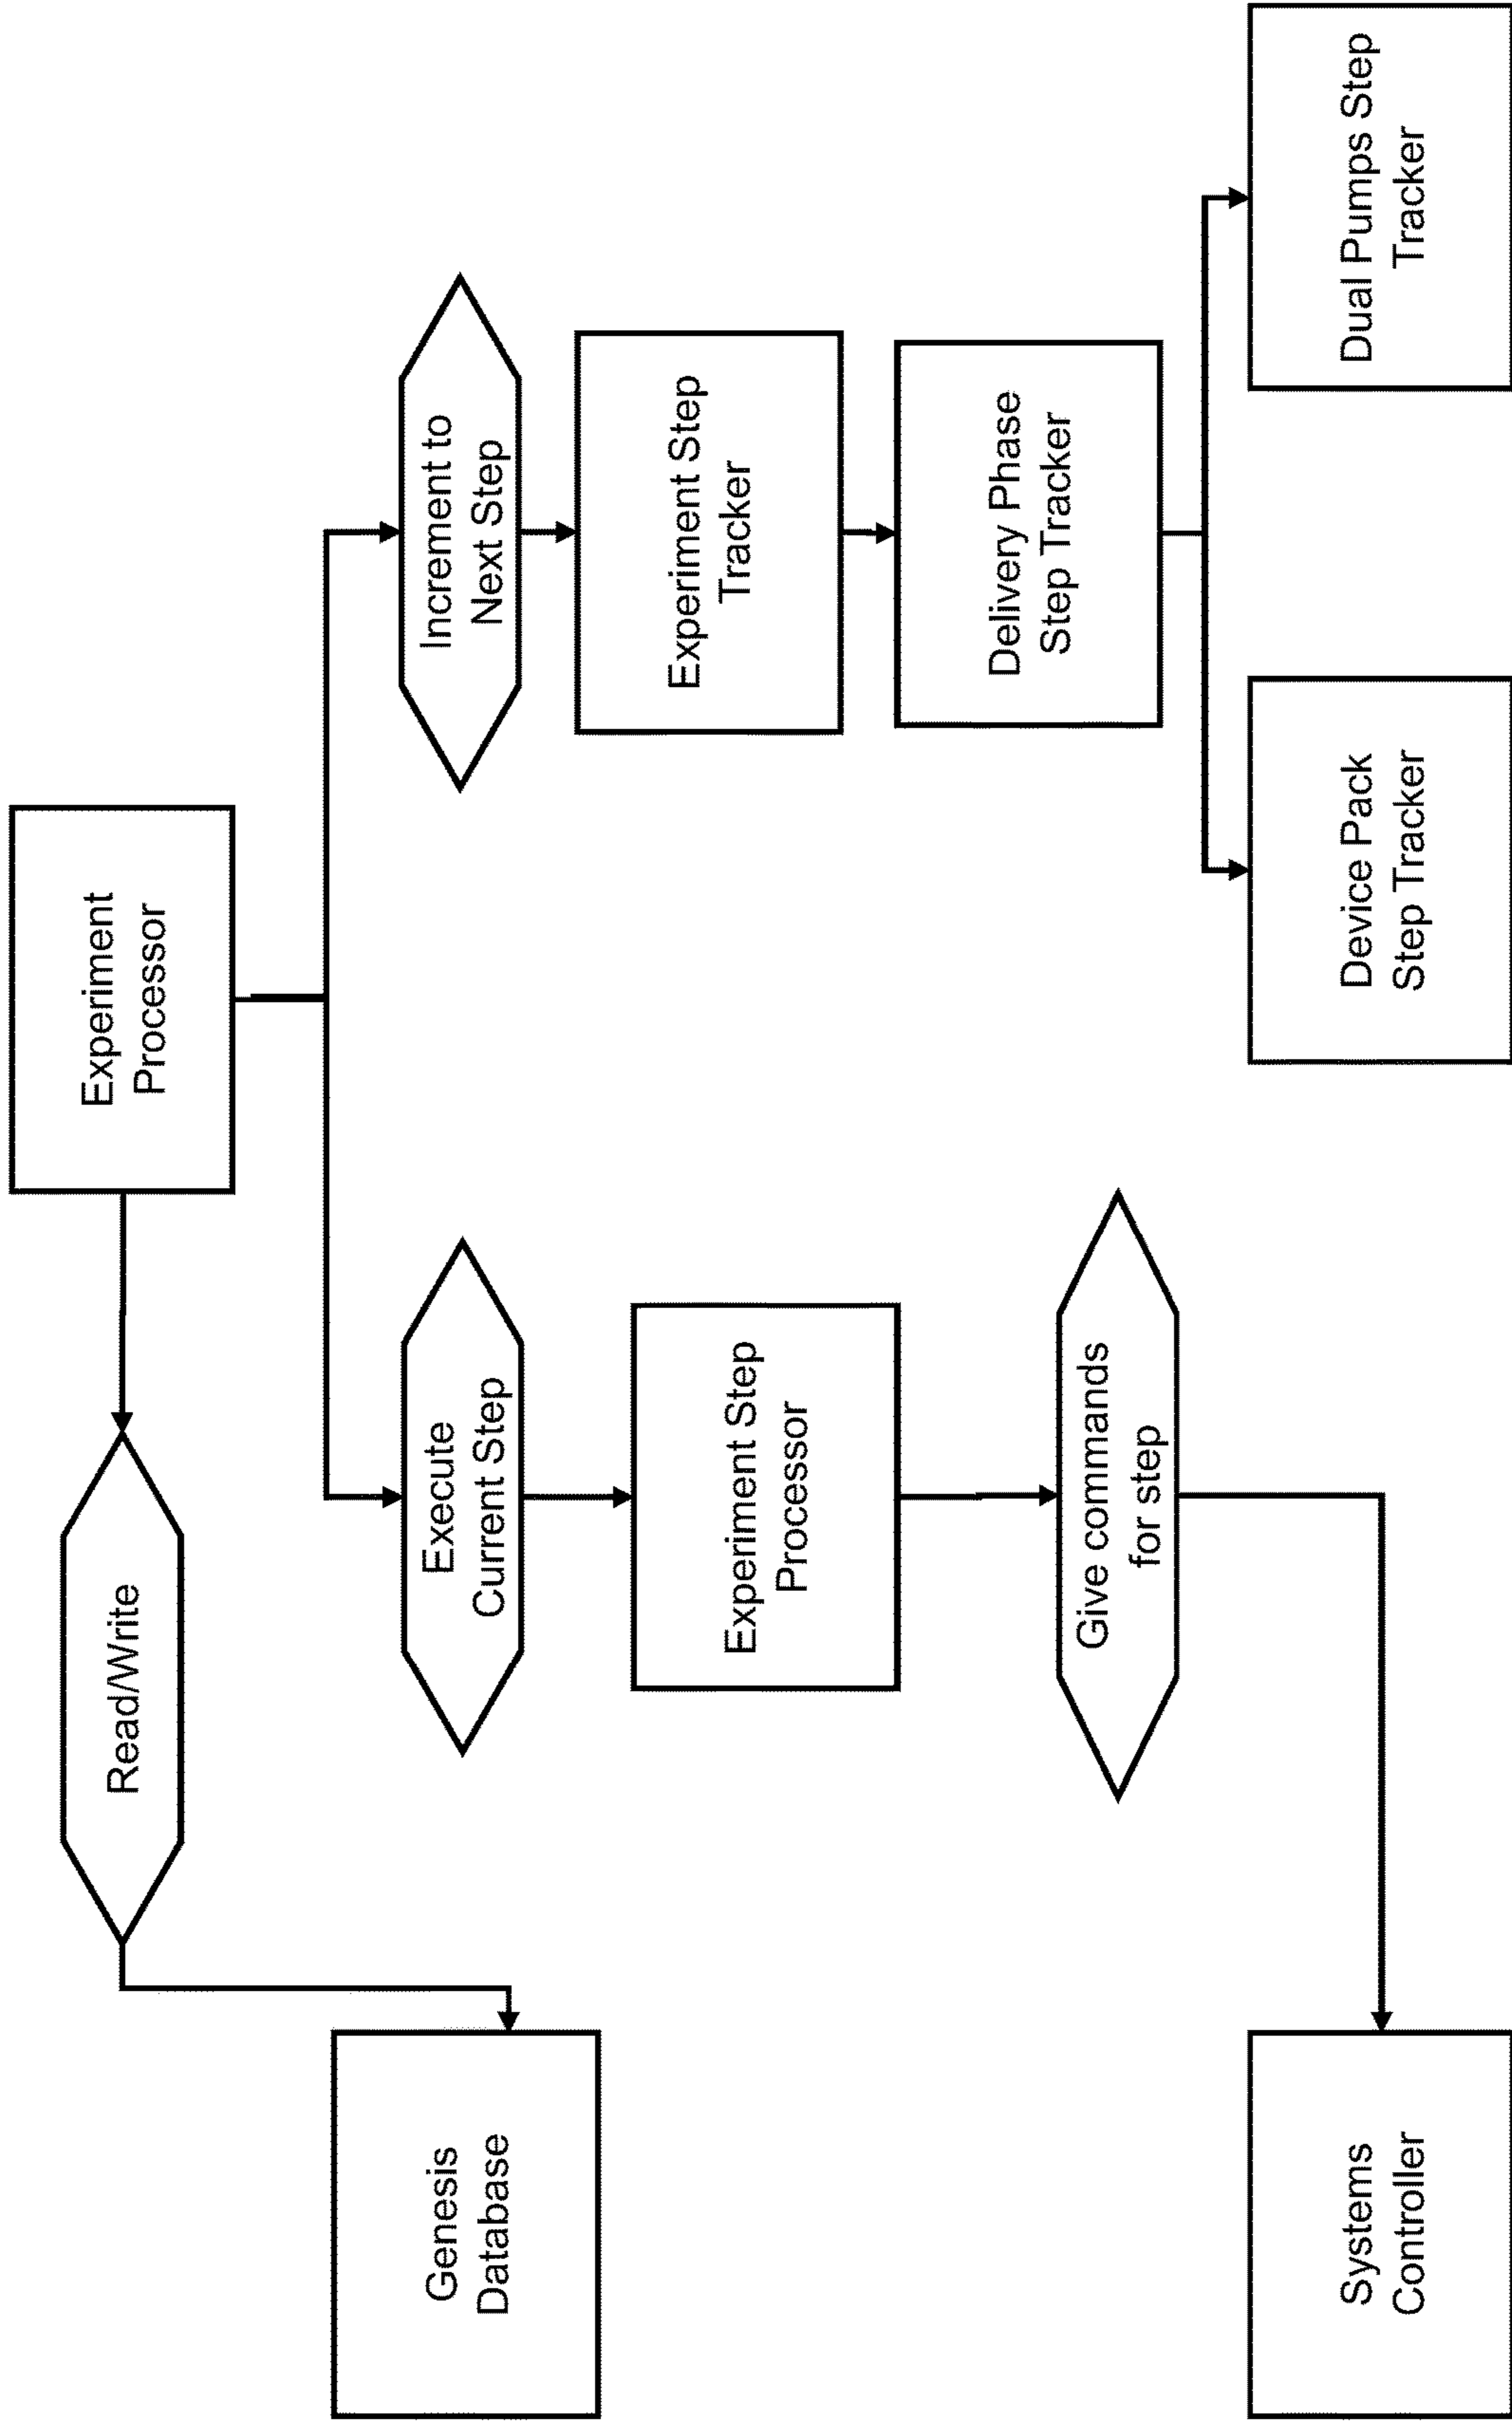 Experiment
Processor
Read/Write
Genesis
Database
Execute
Current Step
Increment to
Next Step
Experiment Step
Processor
Experiment Step
Tracker
Give commands
for step
Delivery Phase
Step Tracker
Systems
Controller
Device Pack
Step Tracker
Dual Pumps Step
Tracker